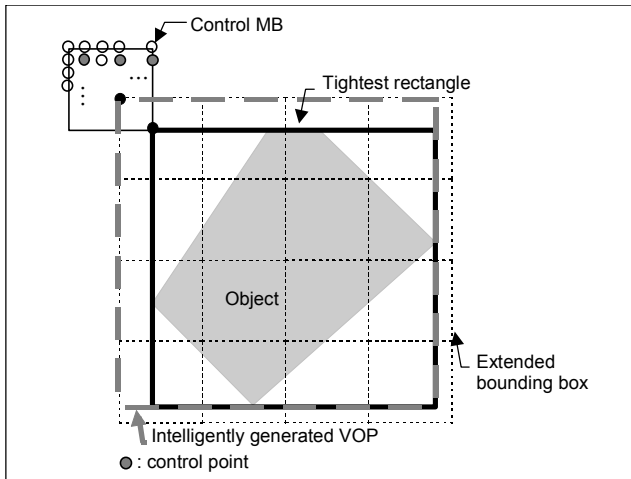 Control MB
Tightest rectangle
Object
Extended
bounding box
Intelligently generated VOP
: control point